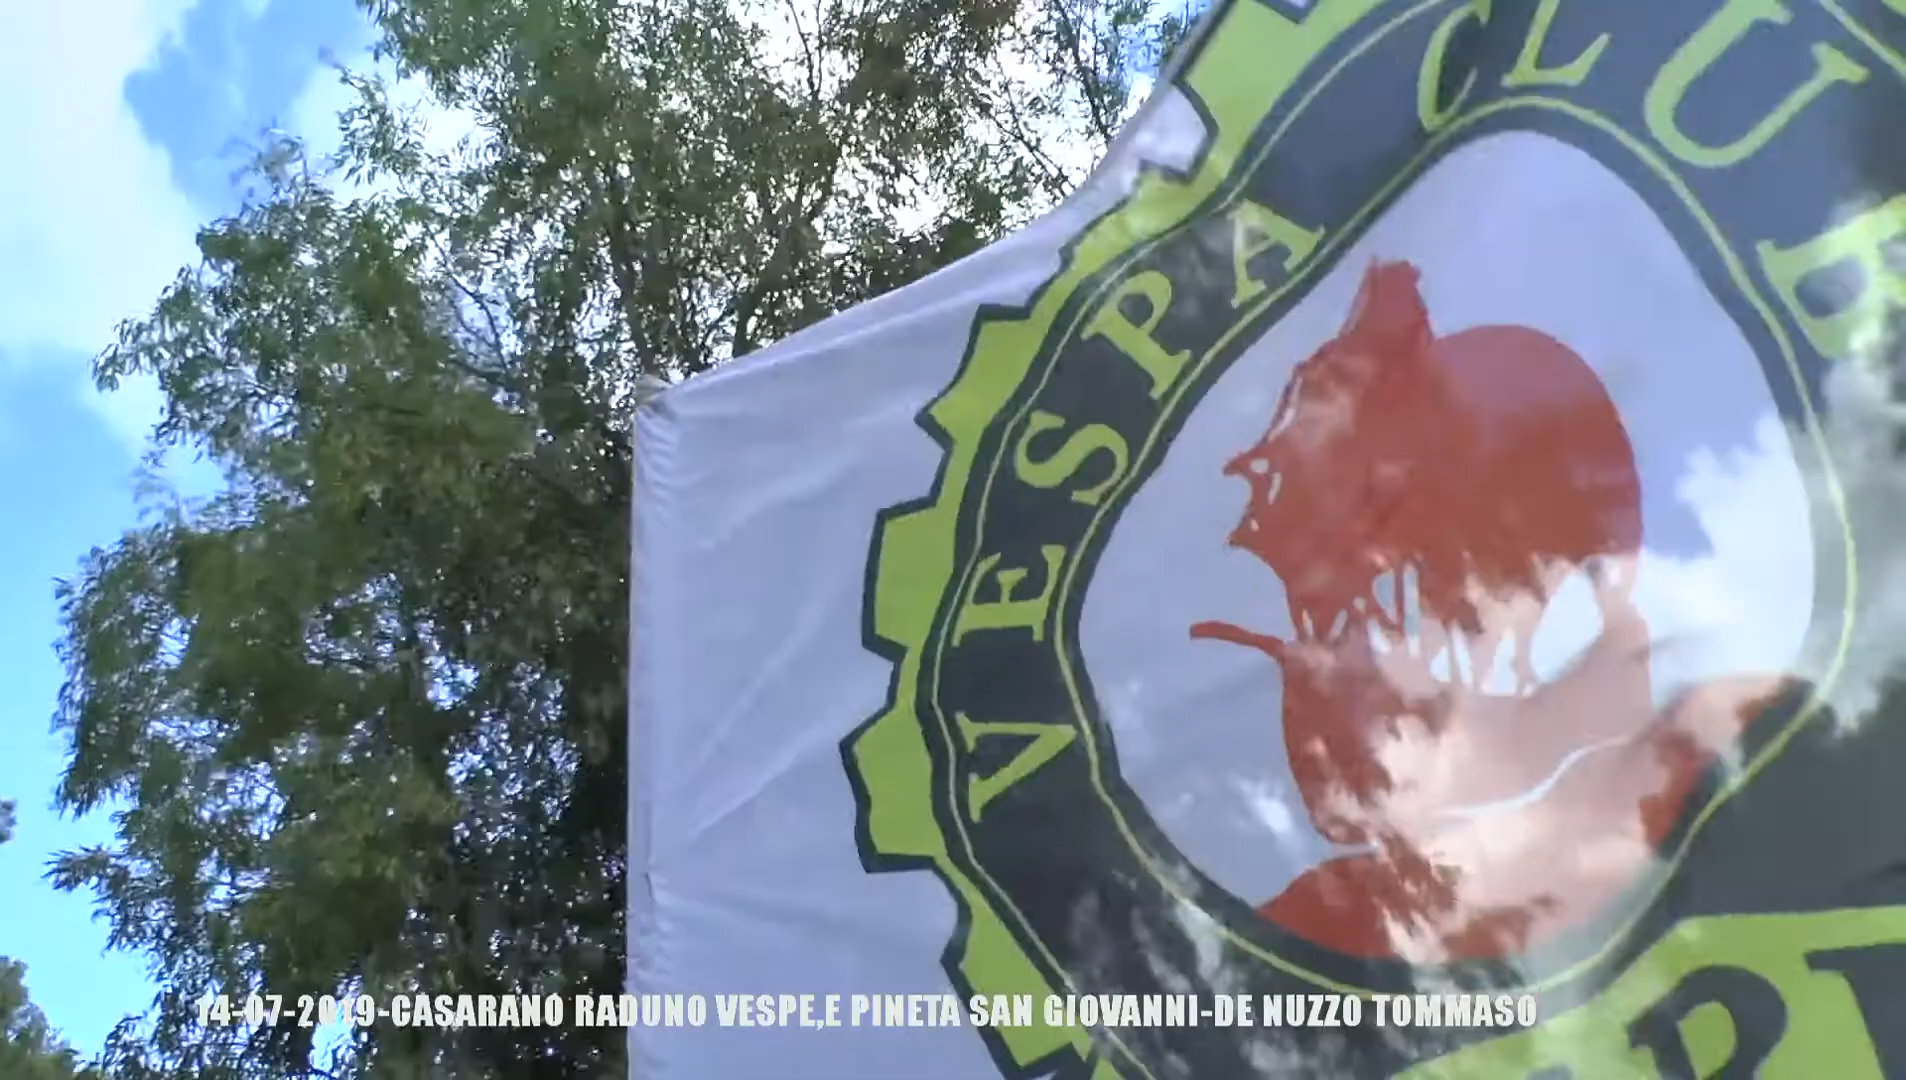 VESPA CLUB
14-07-2019-CASARANO RADUNO VESPE,E PINETA SAN GIOVANNI-DE NUZZO TOMMASO